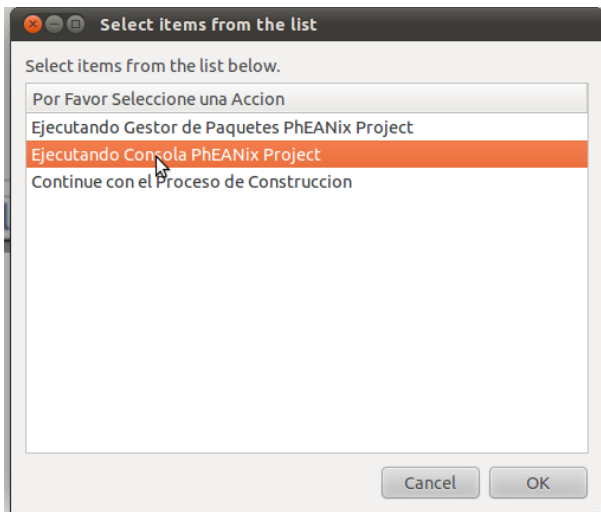 Select items from the list
Select items from the list below.
Por Favor Seleccione una Accion
Ejecutando Gestor de Paquetes PhEANix Project
Ejecutando Consola PhEANix Project
Continue con el Proceso de Construccion
Cancel OK